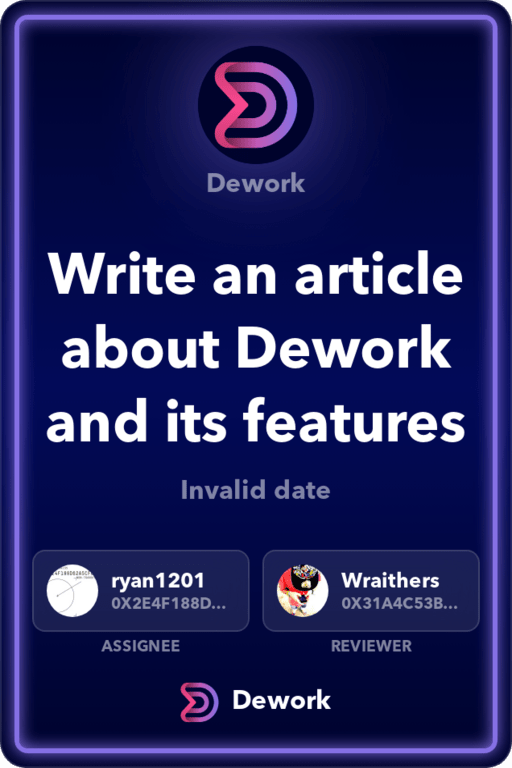 Dework
Write an article
about Dework
and its features
Invalid date
ryan1201
0X2E4F188D...
Wraithers
0X31A4C53B...
ASSIGNEE
REVIEWER
Dework